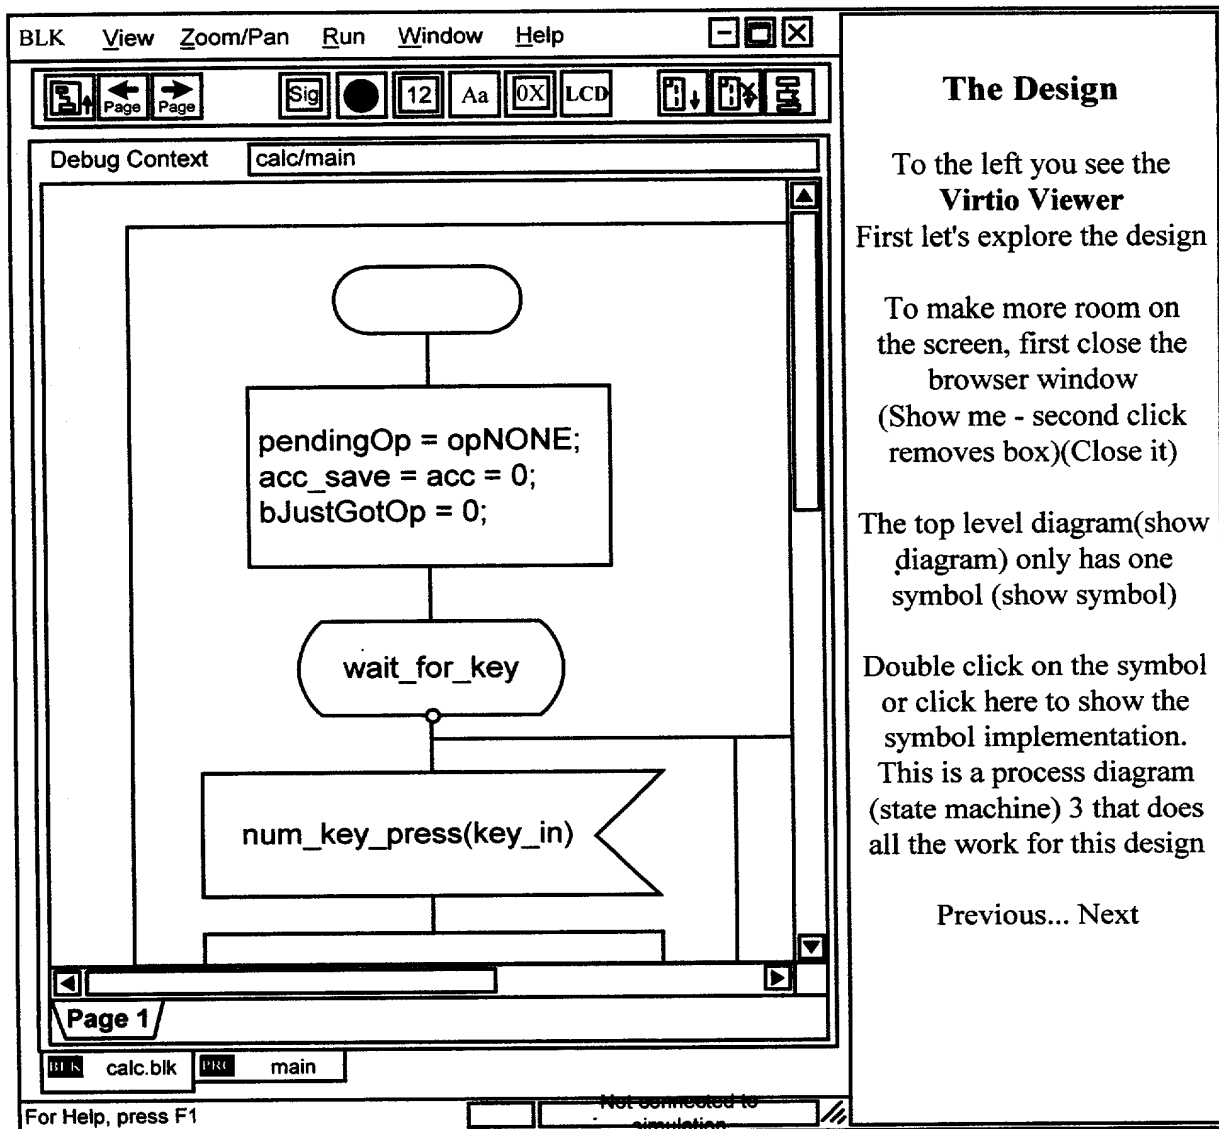 BLK View Zoom/Pan Run Window Help
Page Page Sig 12 Aa 0X LCD
Debug Context calc/main
pendingOp = opNONE;
acc_save = acc = 0;
bJustGotOp = 0;
wait_for_key
num_key_press(key_in)
Page 1
BLK calc.blk PRC main
For Help, press F1 Not connected to
simulation
The Design
To the left you see the
Virtio Viewer
First let's explore the design
To make more room on
the screen, first close the
browser window
(Show me - second click
removes box)(Close it)
The top level diagram(show
diagram) only has one
symbol (show symbol)
Double click on the symbol
or click here to show the
symbol implementation.
This is a process diagram
(state machine) 3 that does
all the work for this design
Previous... Next